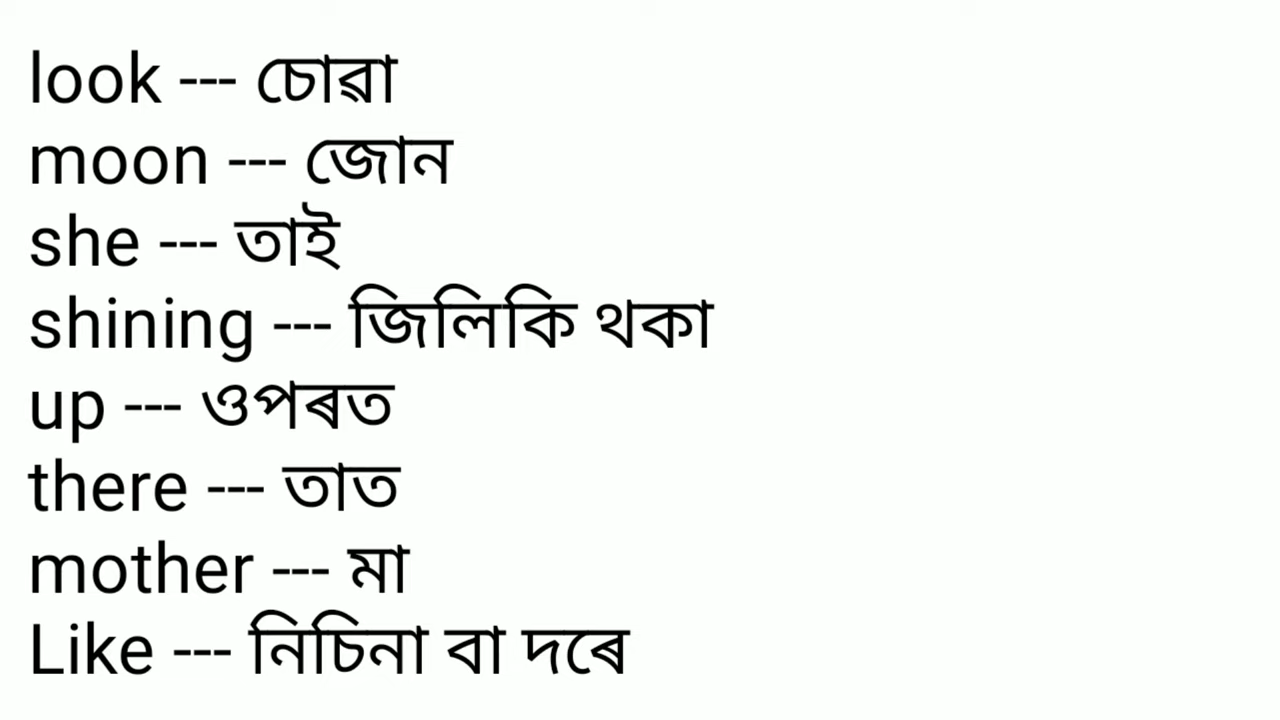 look --- চোৱা
moon --- জোন
she --- তাই
shining --- জিলিকি থকা
up --- ওপৰত
there --- তাত
mother --- মা
Like --- নিচিনা বা দৰে